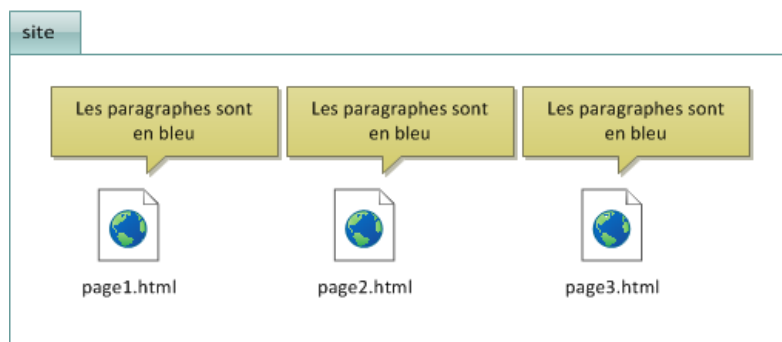 site
Les paragraphes sont
en bleu
Les paragraphes sont
en bleu
Les paragraphes sont
en bleu
page1.html
page2.html
page3.html